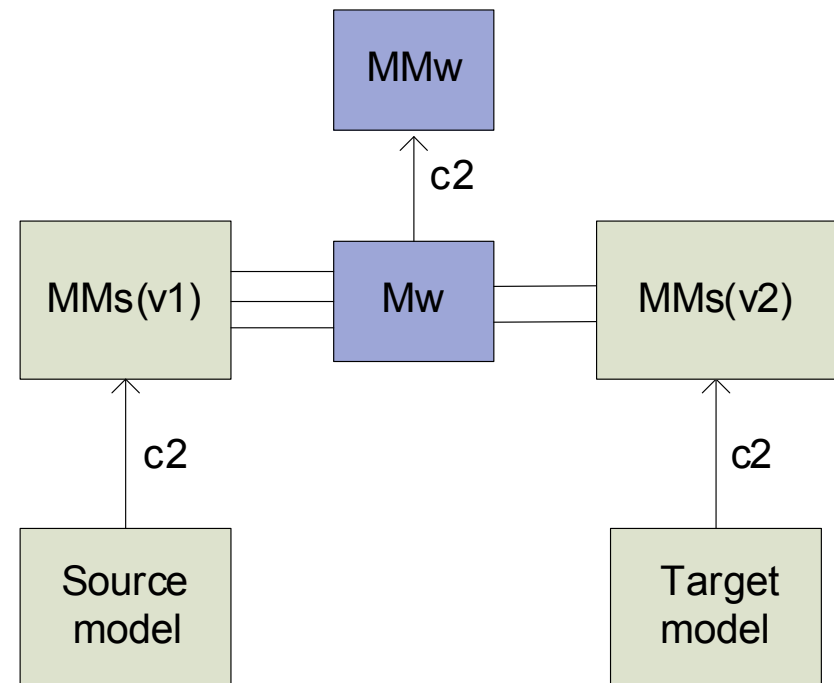 MMw
c2
MMs(v1)
Mw
MMs(v2)
c2
c2
Source
model
Target
model